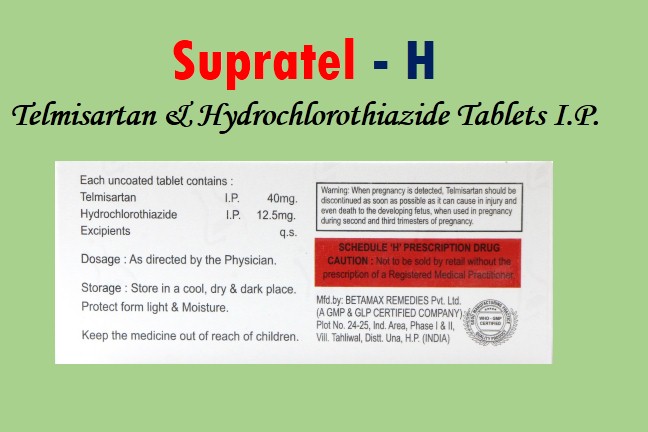 Supratel - H
Telmisartan & Hydrochlorothiazide Tablets I.P.
Each uncoated tablet contains :
Telmisartan I.P. 40mg.
Hydrochlorothiazide I.P. 12.5mg.
Excipients q.s.
Dosage : As directed by the Physician.
Storage : Store in a cool, dry & dark place.
Protect form light & Moisture.
Keep the medicine out of reach of children.
Warning: When pregnancy is detected, Telmisartan should be
discontinued as soon as possible as it can cause in injury and
even death to the developing fetus, when used in pregnancy
during second and third trimesters of pregnancy.
SCHEDULE 'H' PRESCRIPTION DRUG
CAUTION : Not to be sold by retail without the
prescription of a Registered Medical Practitioner.
Mfd.by: BETAMAX REMEDIES Pvt. Ltd.
(A GMP & GLP CERTIFIED COMPANY)
Plot No. 24-25, Ind. Area, Phase I & II,
Vill. Tahliwal, Distt. Una, H.P. (INDIA)
GOOD MANUFACTURING PRACTICE
WHO - GMP
CERTIFIED
QUALITY PRODUCT